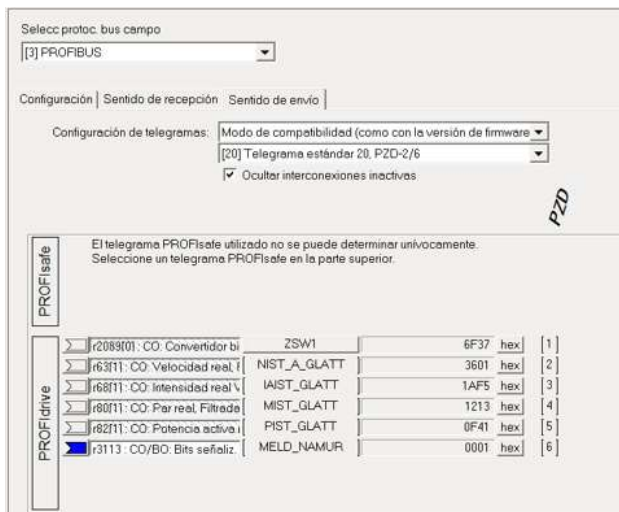 Selecc protoc. bus campo
[3] PROFIBUS
Configuración Sentido de recepción Sentido de envío
Configuración de telegramas: Modo de compatibilidad (como con la versión de firmware
[20] Telegrama estándar 20, PZD-2/6
Ocultar interconexiones inactivas
PZD
PROFIsafe
El telegrama PROFIsafe utilizado no se puede determinar unívocamente.
Seleccione un telegrama PROFIsafe en la parte superior.
PROFIdrive
r2089[0] : CO: Convertidor bi ZSW1 6F37 hex [1]
r63[1] : CO: Velocidad real, NIST_A_GLATT 3601 hex [2]
r68[1] : CO: Intensidad real IAIST_GLATT 1AF5 hex [3]
r80[1] : CO: Par real, Filtrada MIST_GLATT 1213 hex [4]
r82[1] : CO: Potencia activa PIST_GLATT 0F41 hex [5]
r3113 : CO/BO: Bits señaliz. MELD_NAMUR 0001 hex [6]